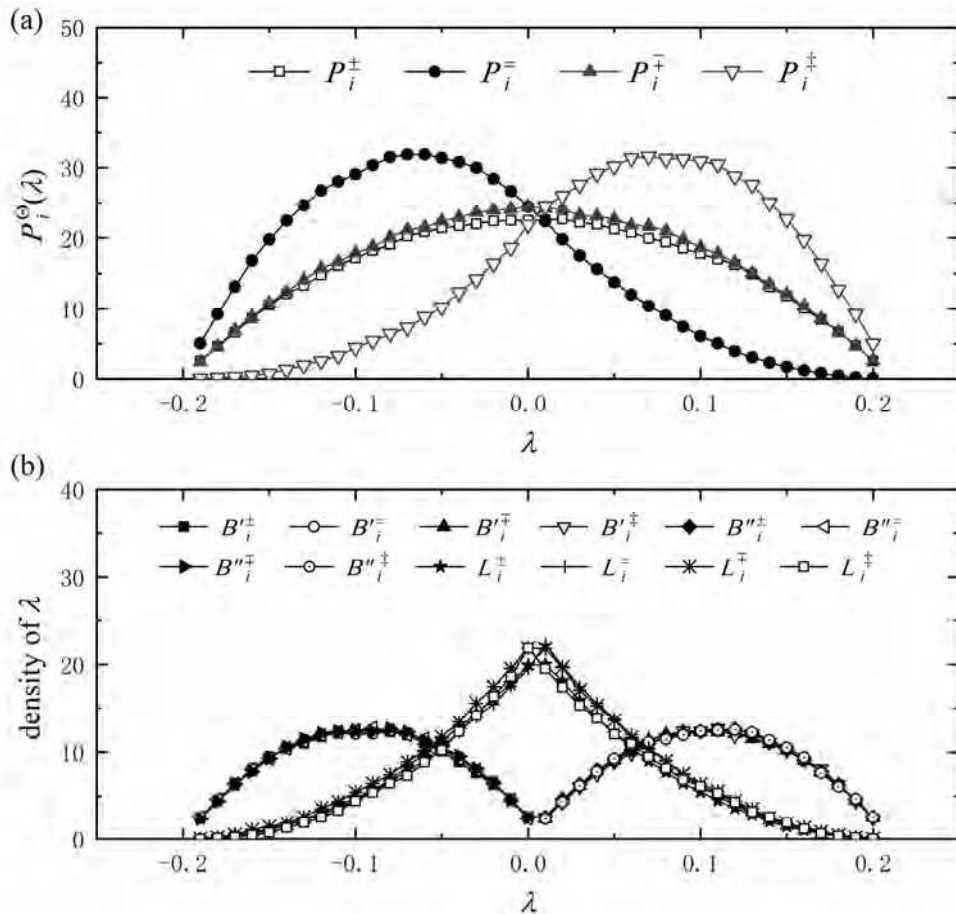 (a)
50
P_i^± P_i^= P_i^∓ P_i^‡
40
30
20
10
0
P_i^Θ(λ)
-0.2 -0.1 0.0 0.1 0.2
λ
(b)
40
B'_i^± B'_i^= B'_i^∓ B'_i^‡ B"_i^± B"_i^=
B"_i^∓ B"_i^‡ L_i^± L_i^= L_i^∓ L_i^‡
30
20
10
0
density of λ
-0.2 -0.1 0.0 0.1 0.2
λ